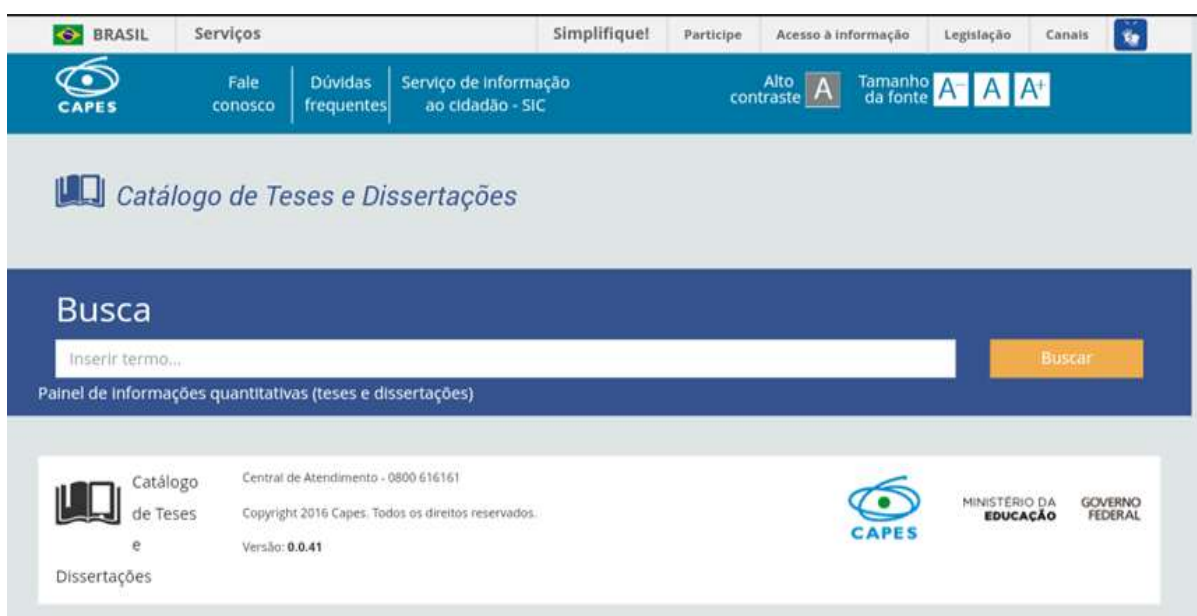 BRASIL Serviços Simplifique! Participe Acesso à informação Legislação Canais
CAPES
Fale
conosco
Dúvidas
frequentes
Serviço de informação
ao cidadão - SIC
Alto
contraste A
Tamanho
da fonte A- A A+
Catálogo de Teses e Dissertações
Busca
Inserir termo... Buscar
Painel de informações quantitativas (teses e dissertações)
Catálogo
de Teses
e
Dissertações
Central de Atendimento - 0800 616161
Copyright 2016 Capes. Todos os direitos reservados.
Versão: 0.0.41
CAPES
MINISTÉRIO DA
EDUCAÇÃO
GOVERNO
FEDERAL